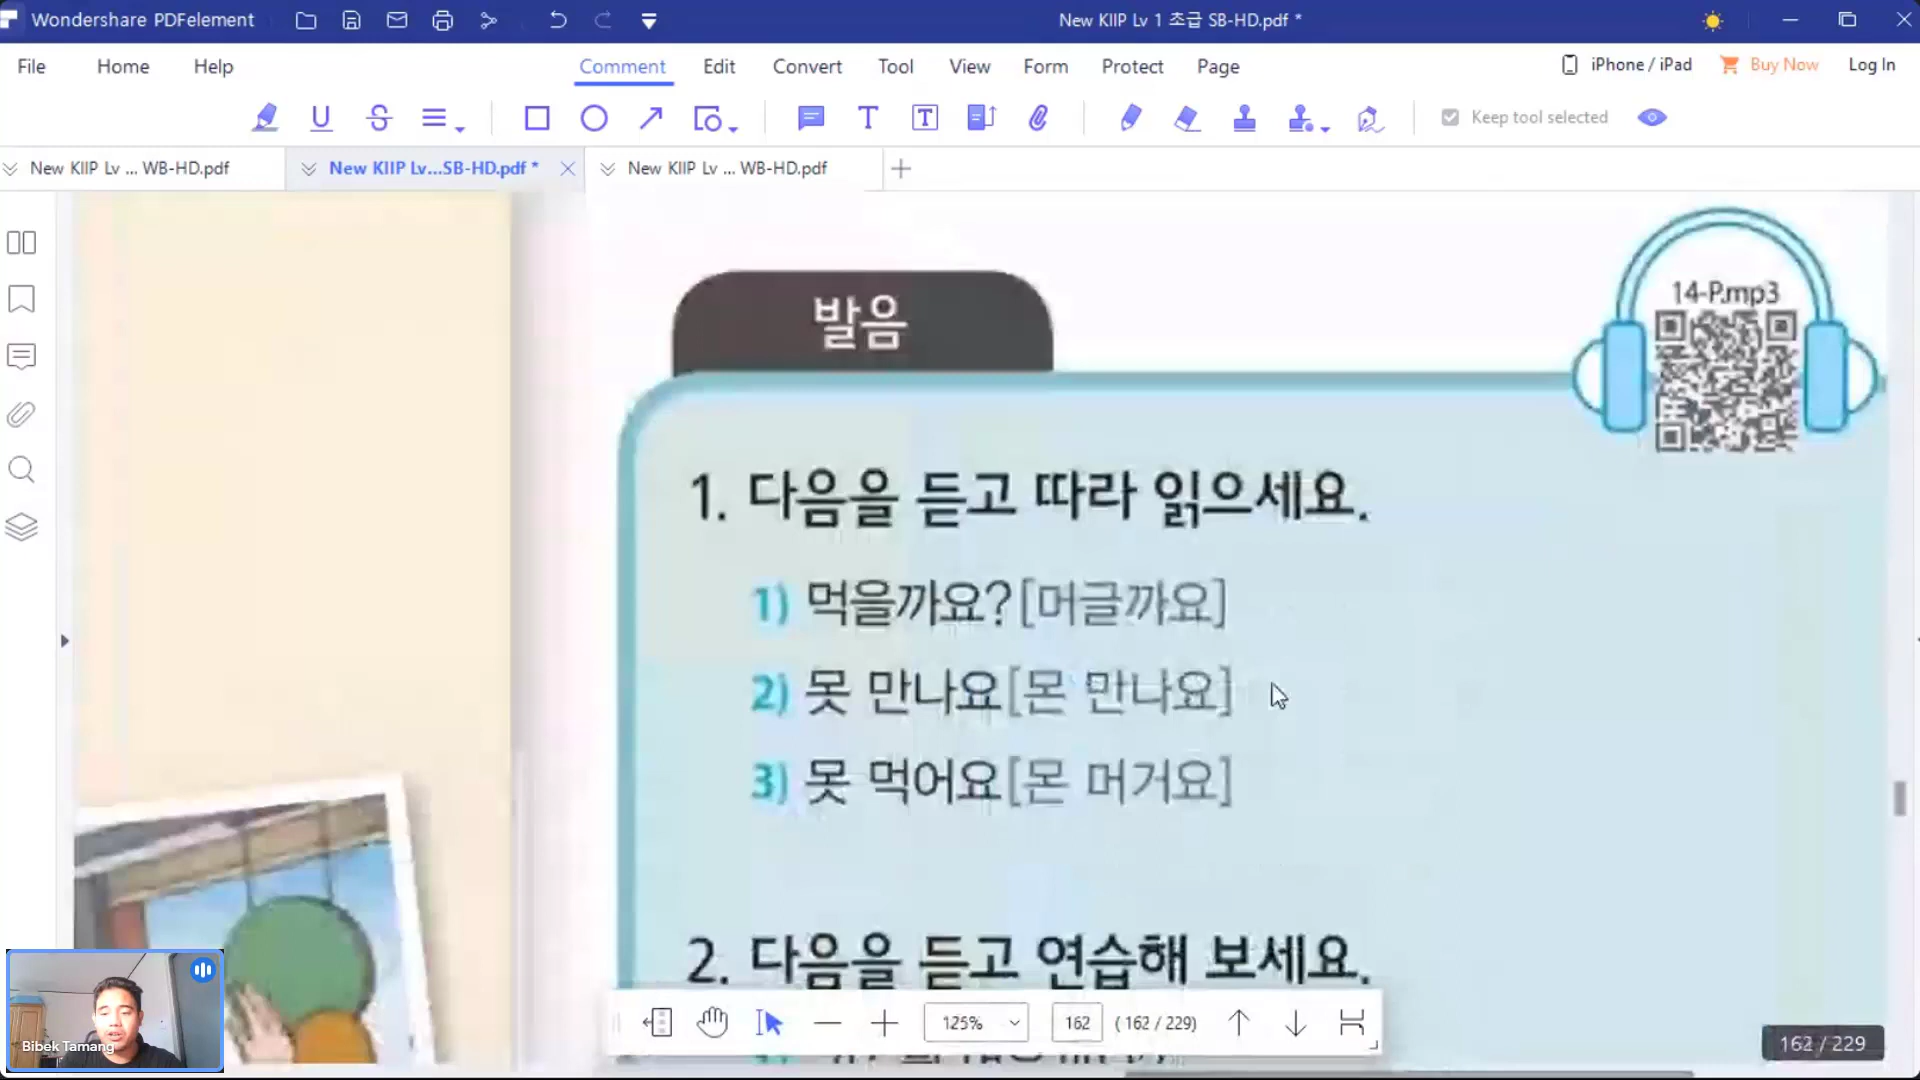 Wondershare PDFelement
New KIIP Lv 1 초급 SB-HD.pdf *
File Home Help Comment Edit Convert Tool View Form Protect Page iPhone / iPad Buy Now Log In
Keep tool selected
New KIIP Lv ... WB-HD.pdf New KIIP Lv...SB-HD.pdf * New KIIP Lv ... WB-HD.pdf
14-P.mp3
발음
1. 다음을 듣고 따라 읽으세요.
1) 먹을까요?[머글까요]
2) 못 만나요[몬 만나요]
3) 못 먹어요[몬 머거요]
2. 다음을 듣고 연습해 보세요.
125% 162 (162 / 229)
162 / 229
Bibek Tamang